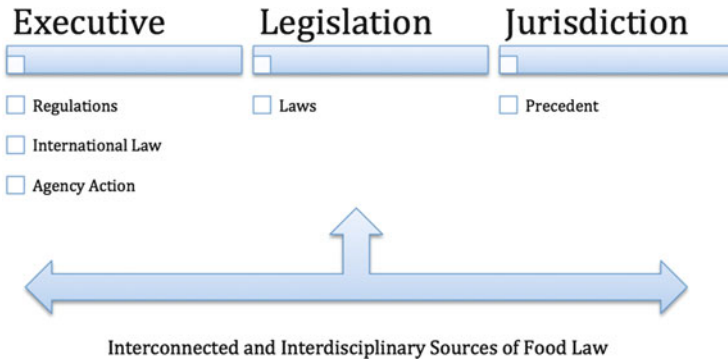 Executive
Legislation
Jurisdiction
Regulations
Laws
Precedent
International Law
Agency Action
Interconnected and Interdisciplinary Sources of Food Law